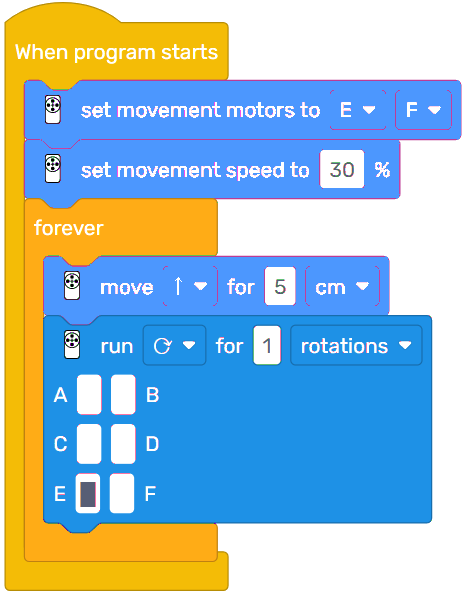 When program starts
set movement motors to E F
set movement speed to 30 %
forever
move ↑ for 5 cm
run for 1 rotations
A B
C D
E F